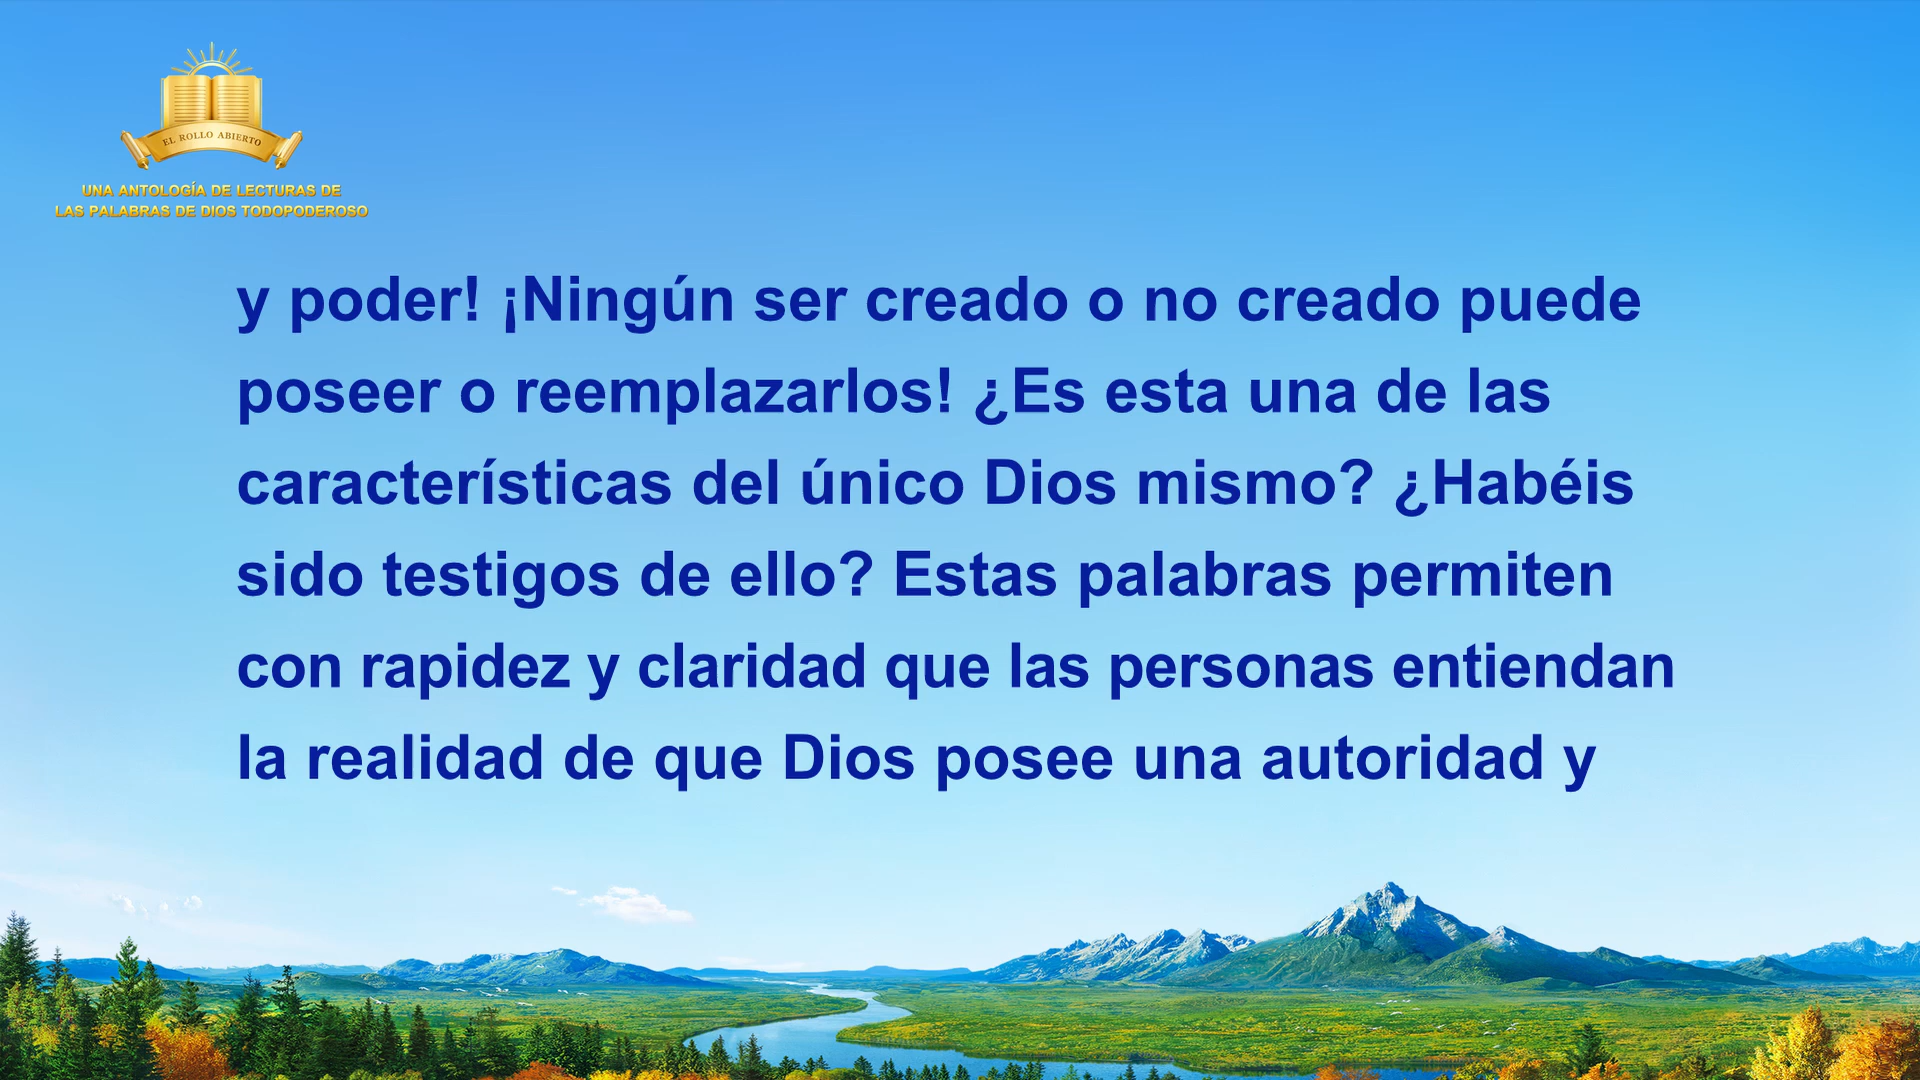 EL ROLLO ABIERTO
UNA ANTOLOGÍA DE LECTURAS DE
LAS PALABRAS DE DIOS TODOPODEROSO
y poder! ¡Ningún ser creado o no creado puede
poseer o reemplazarlos! ¿Es esta una de las
características del único Dios mismo? ¿Habéis
sido testigos de ello? Estas palabras permiten
con rapidez y claridad que las personas entiendan
la realidad de que Dios posee una autoridad y